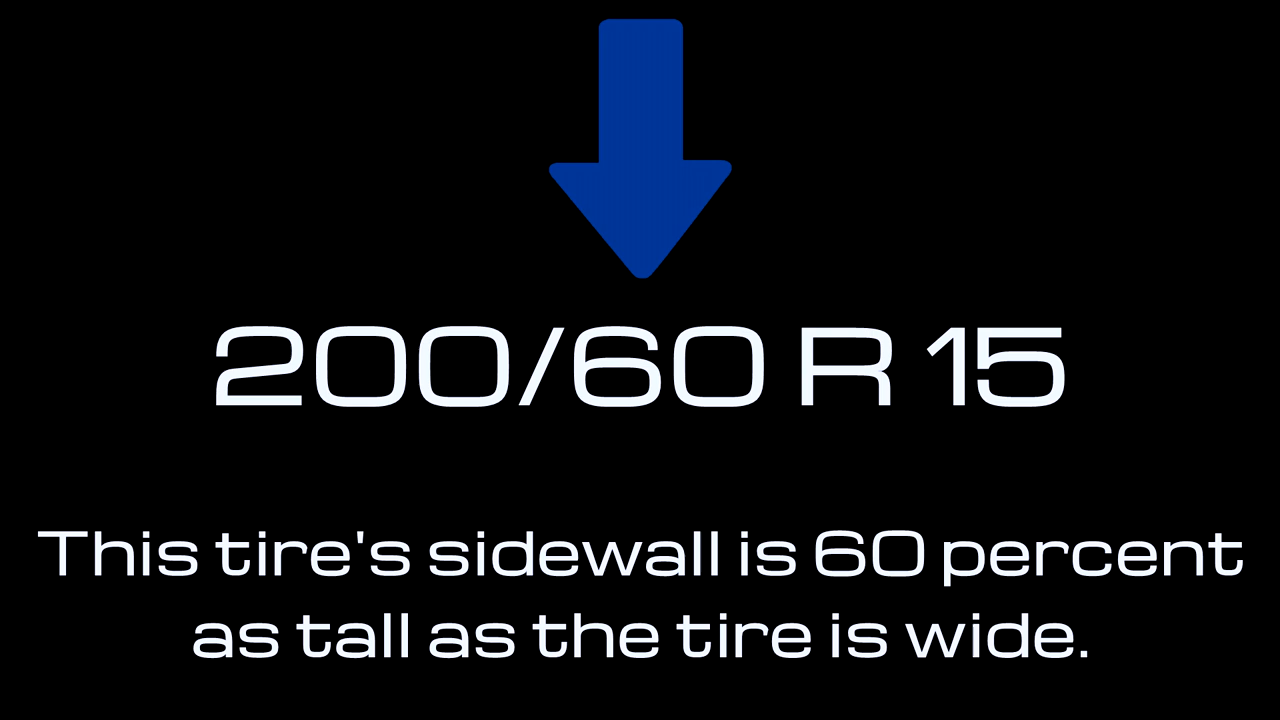 200/60 R 15
This tire's sidewall is 60 percent
as tall as the tire is wide.